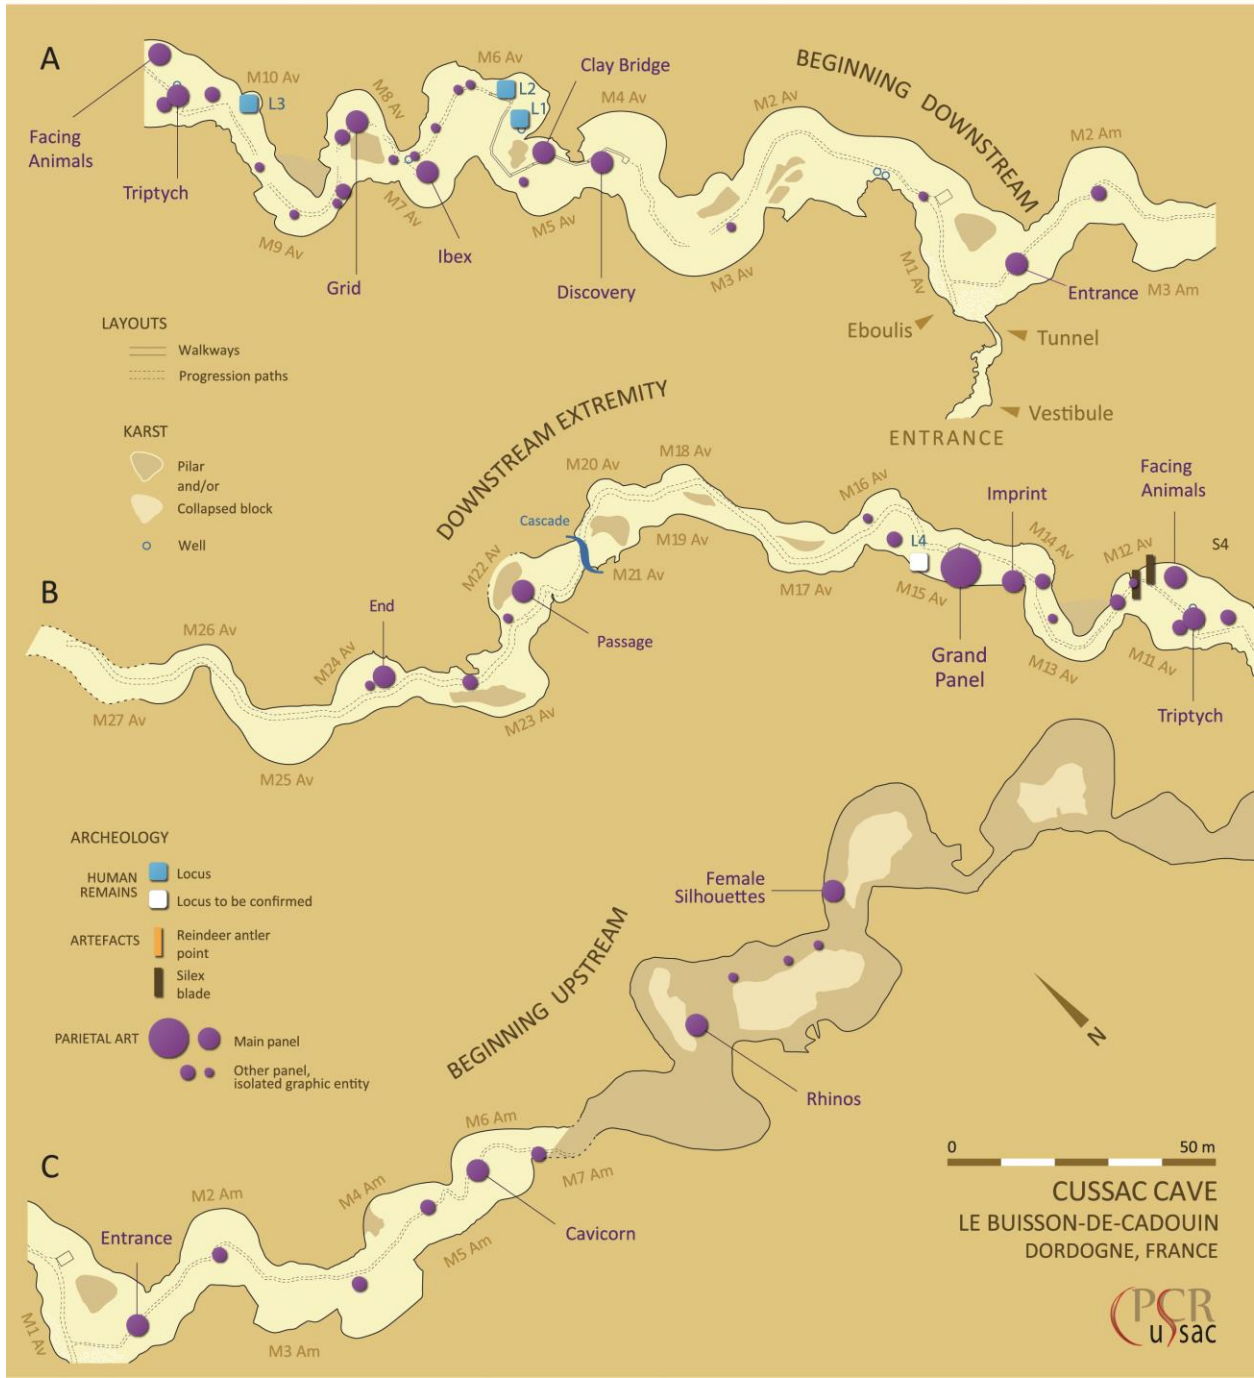 A
M10 Av
L3
M8 Av
M6 Av
L2
L1
Clay Bridge
M4 Av
M2 Av
BEGINNING DOWNSTREAM
M2 Am
Facing
Animals
Triptych
M9 Av
Grid
M7 Av
Ibex
M5 Av
Discovery
M3 Av
M1 Av
Entrance
M3 Am
Eboulis
Tunnel
Vestibule
ENTRANCE
LAYOUTS
Walkways
Progression paths
KARST
Pilar
and/or
Collapsed block
Well
DOWNSTREAM EXTREMITY
B
M27 Av
M26 Av
M25 Av
M24 Av
End
M23 Av
M22 Av
Passage
Cascade
M21 Av
M20 Av
M19 Av
M18 Av
M17 Av
M16 Av
L4
M15 Av
Grand
Panel
Imprint
M14 Av
M13 Av
M12 Av
Facing
Animals
S4
M11 Av
Triptych
ARCHEOLOGY
HUMAN
REMAINS
Locus
Locus to be confirmed
ARTEFACTS
Reindeer antler
point
Silex
blade
PARIETAL ART
Main panel
Other panel,
isolated graphic entity
BEGINNING UPSTREAM
Female
Silhouettes
Rhinos
N
C
M1 Av
Entrance
M2 Am
M3 Am
M4 Am
M5 Am
M6 Am
Cavicorn
M7 Am
0 50 m
CUSSAC CAVE
LE BUISSON-DE-CADOUIN
DORDOGNE, FRANCE
PCR
Cussac